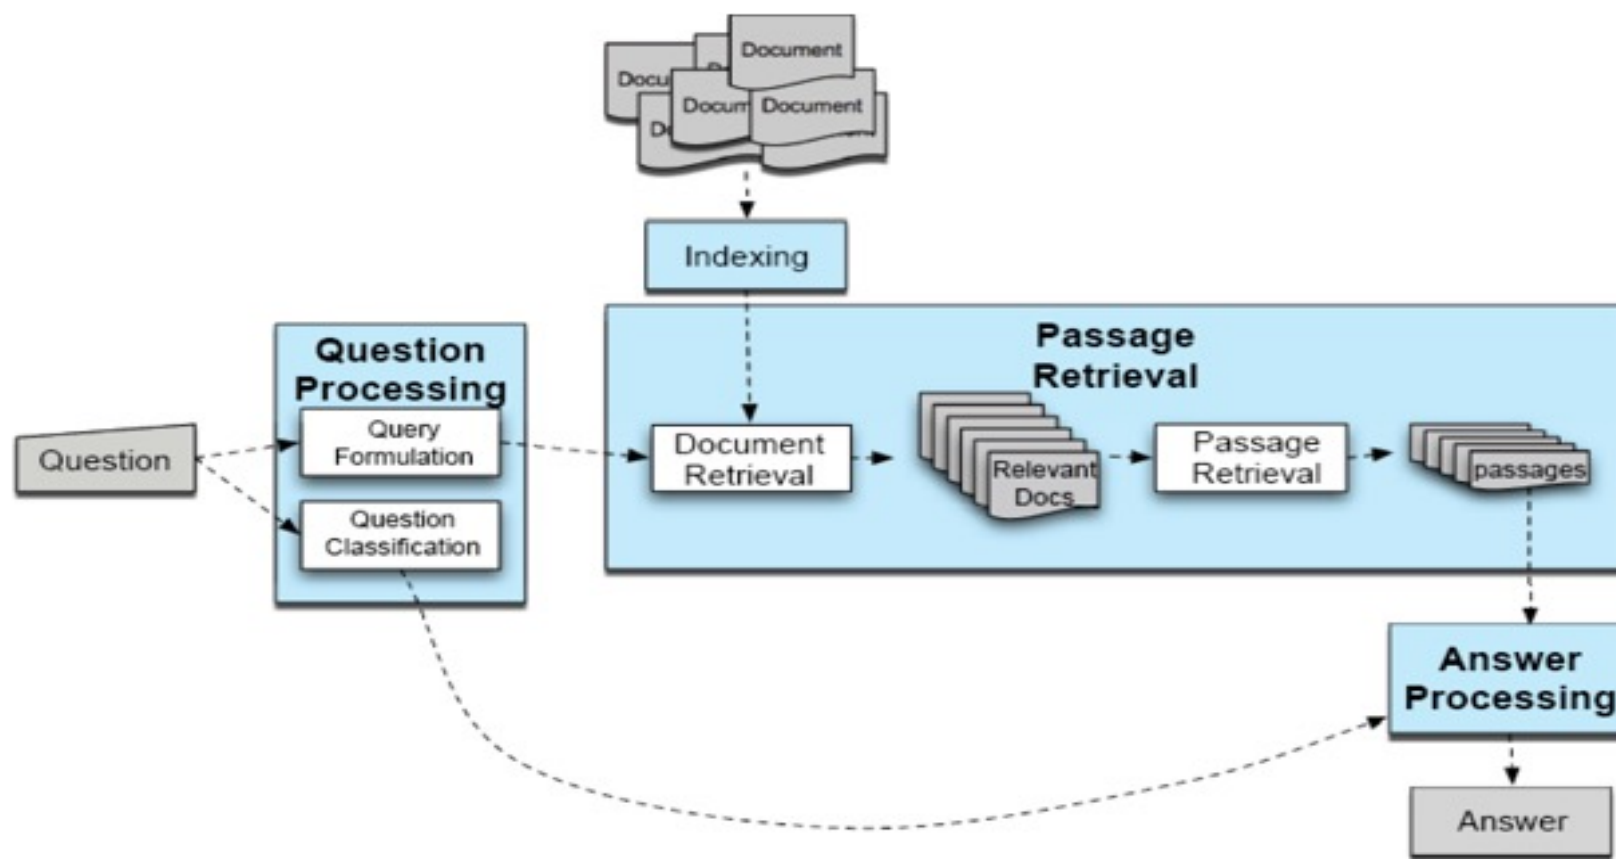 Document
Docu
D
Docum
Document
D
Indexing
Passage
Retrieval
Question
Processing
Query
Formulation
Question
Classification
Question
Document
Retrieval
Relevant
Docs
Passage
Retrieval
passages
Answer
Processing
Answer